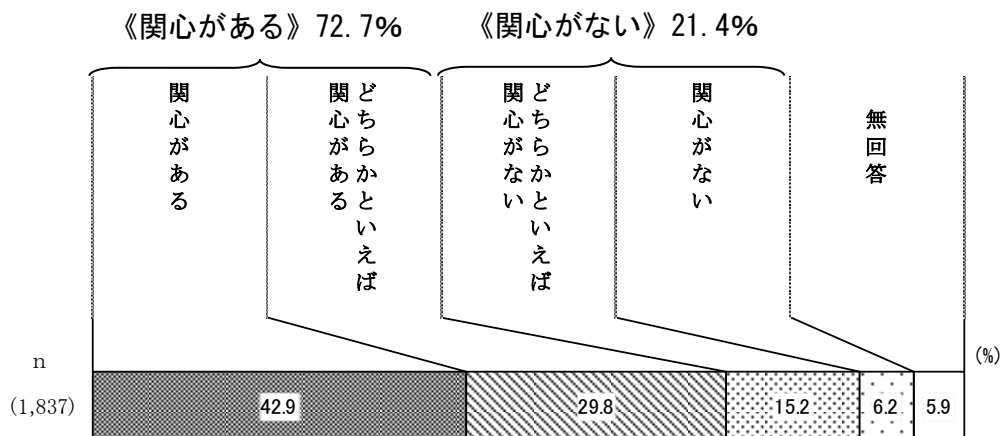 《関心がある》72.7%
《関心がない》21.4%
関心がある
どちらかといえば
関心がある
どちらかといえば
関心がない
関心がない
無回答
(%)
n
(1,837)
42.9
29.8
15.2
6.2
5.9